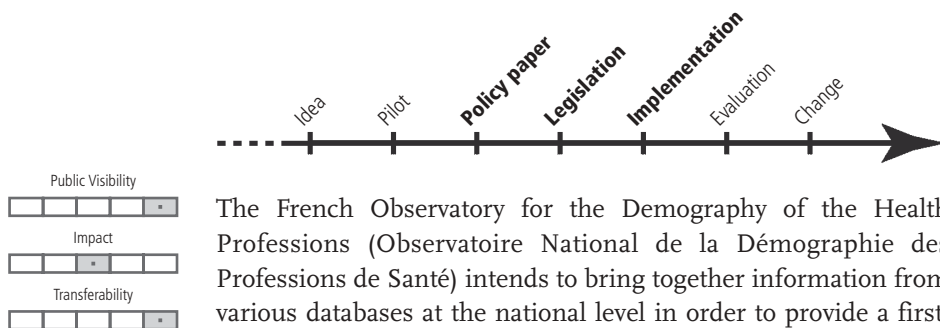 Idea
Pilot
Policy paper
Legislation
Implementation
Evaluation
Change
Public Visibility
Impact
Transferability
The French Observatory for the Demography of the Health
Professions (Observatoire National de la Démographie des
Professions de Santé) intends to bring together information from
various databases at the national level in order to provide a first